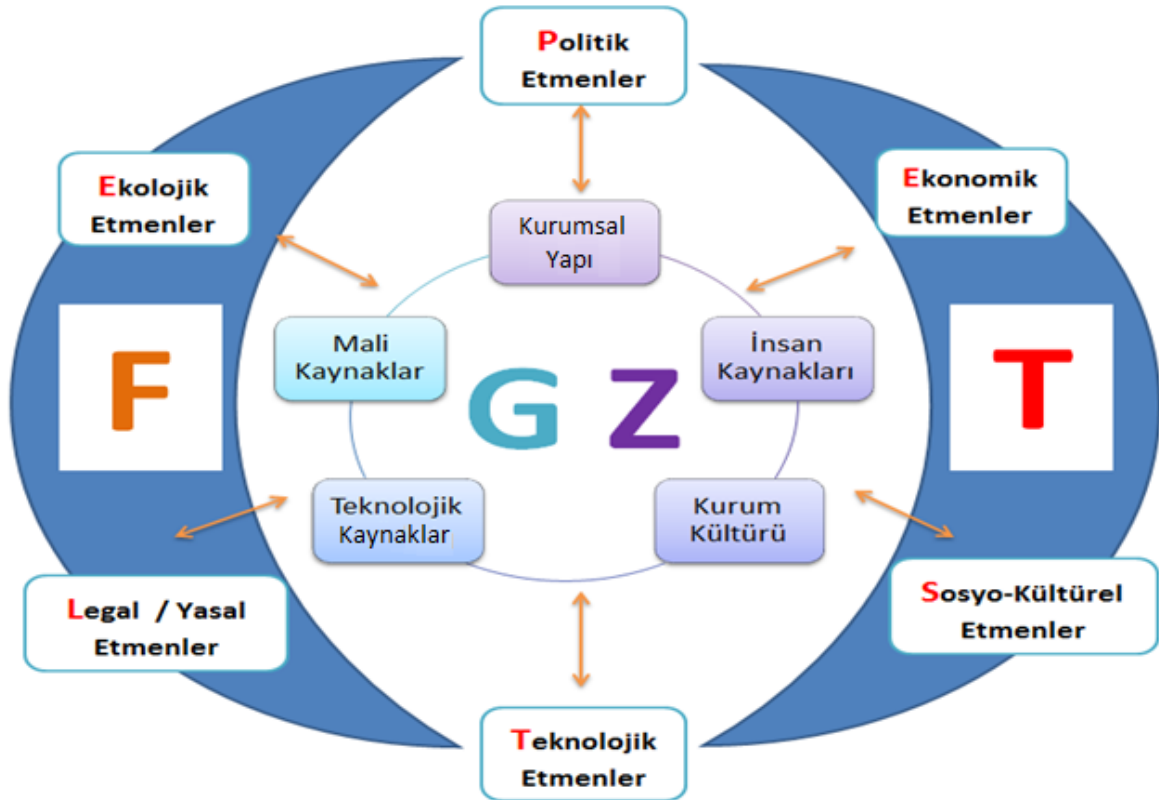 Politik
Etmenler
Ekolojik
Etmenler
Ekonomik
Etmenler
Kurumsal
Yapı
Mali
Kaynaklar
İnsan
Kaynakları
F
G Z
T
Teknolojik
Kaynaklar
Kurum
Kültürü
Legal / Yasal
Etmenler
Sosyo-Kültürel
Etmenler
Teknolojik
Etmenler